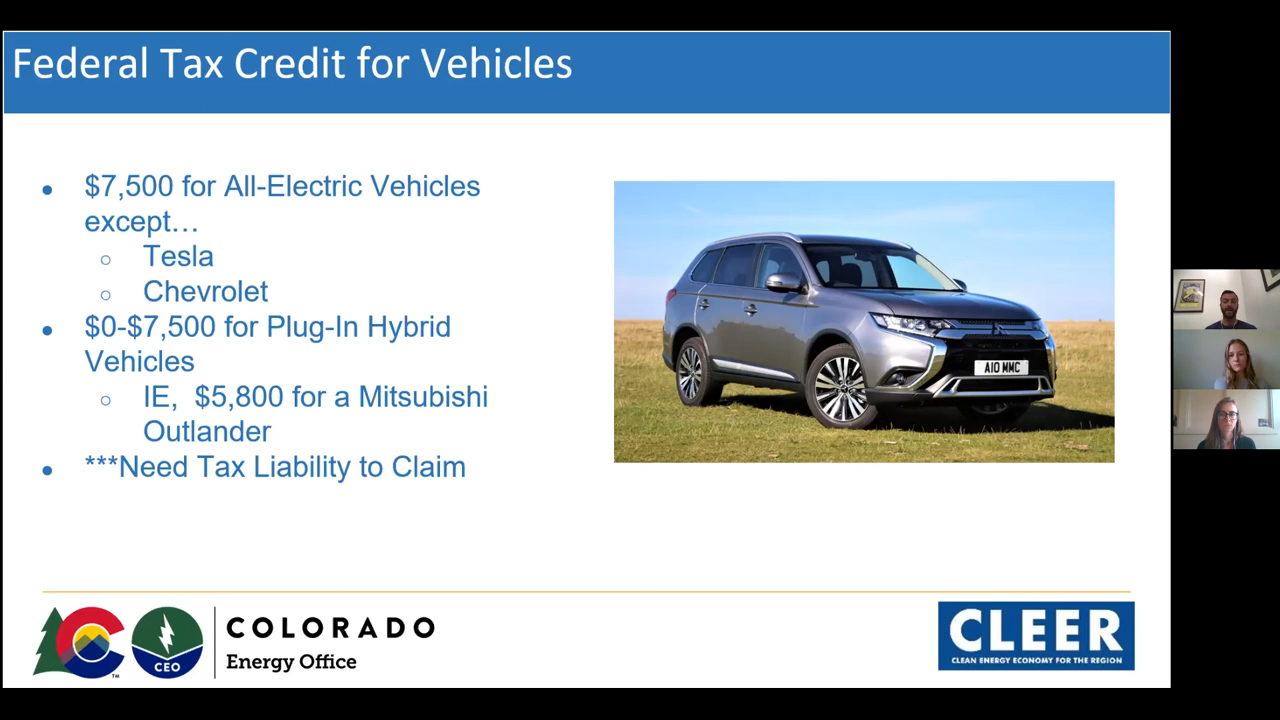 Federal Tax Credit for Vehicles
● $7,500 for All-Electric Vehicles
except…
○ Tesla
○ Chevrolet
● $0-$7,500 for Plug-In Hybrid
Vehicles
○ IE, $5,800 for a Mitsubishi
Outlander
● ***Need Tax Liability to Claim
A10 MMC
CEO
TM
COLORADO
Energy Office
CLEER
CLEAN ENERGY ECONOMY FOR THE REGION